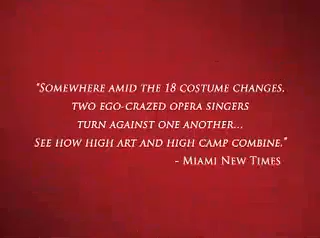 "Somewhere amid the 18 costume changes,
two ego-crazed opera singers
turn against one another...
See how high art and high camp combine."
- Miami New Times